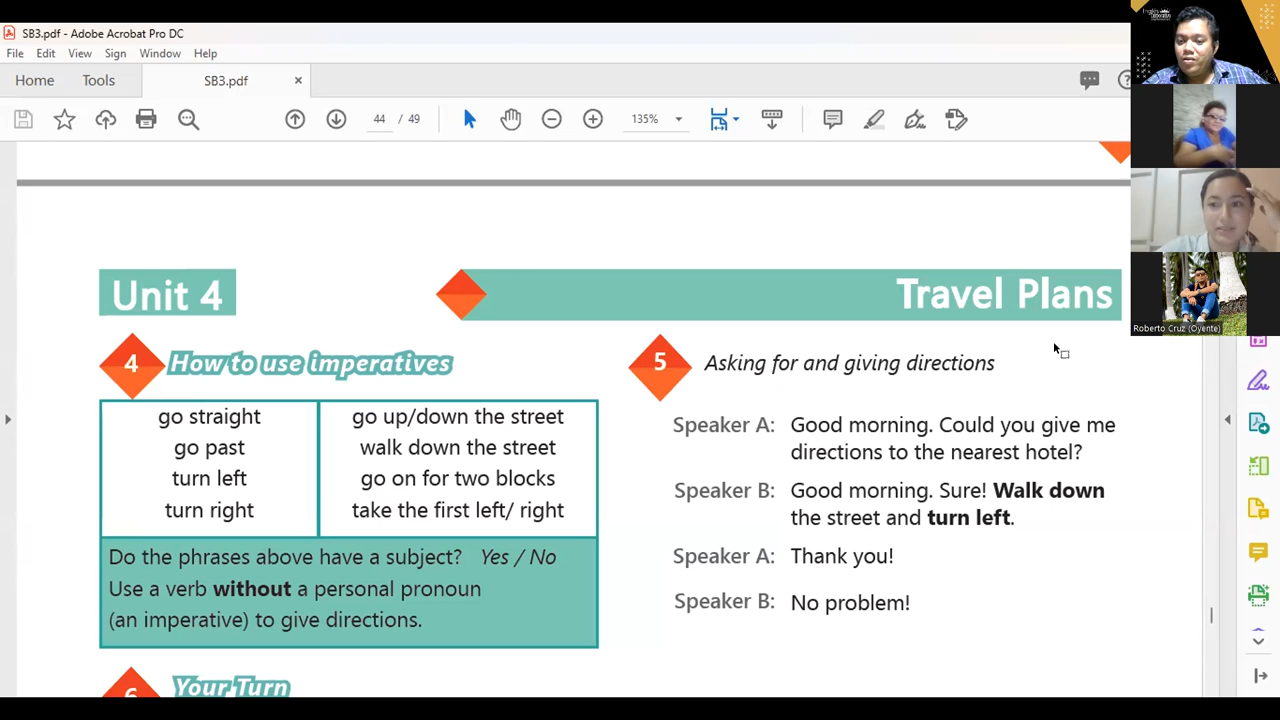 SB3.pdf - Adobe Acrobat Pro DC
File Edit View Sign Window Help
Home Tools SB3.pdf ×
44 / 49 135%
Unit 4
Travel Plans
4 How to use imperatives
go straight
go past
turn left
turn right
go up/down the street
walk down the street
go on for two blocks
take the first left/ right
Do the phrases above have a subject? Yes / No
Use a verb without a personal pronoun
(an imperative) to give directions.
5 Asking for and giving directions
Speaker A: Good morning. Could you give me
directions to the nearest hotel?
Speaker B: Good morning. Sure! Walk down
the street and turn left.
Speaker A: Thank you!
Speaker B: No problem!
6 Your Turn
Roberto Cruz (Oyente)